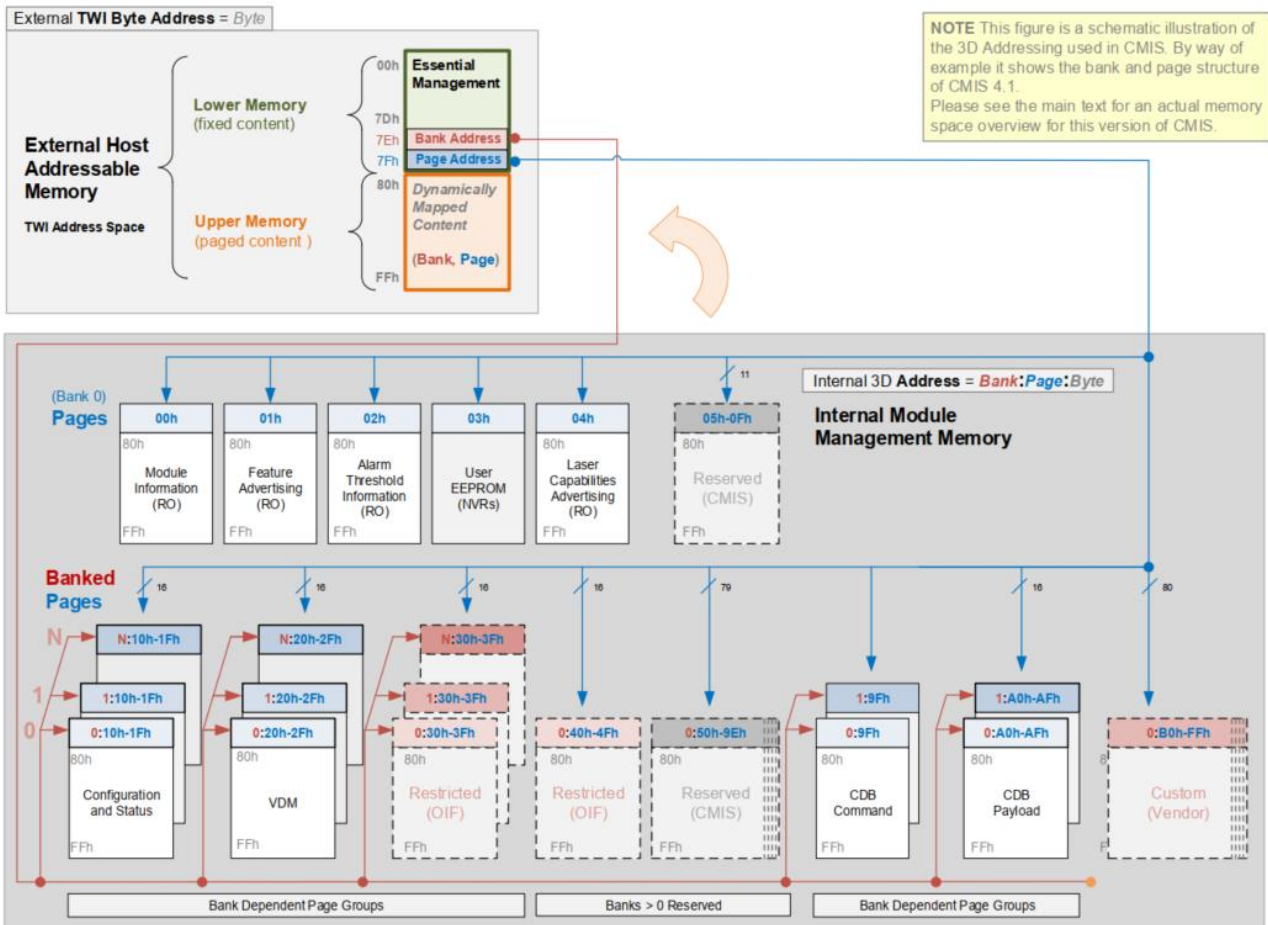 External TWI Byte Address = Byte
NOTE This figure is a schematic illustration of
the 3D Addressing used in CMIS. By way of
example it shows the bank and page structure
of CMIS 4.1.
Please see the main text for an actual memory
space overview for this version of CMIS.
External Host
Addressable
Memory
TWI Address Space
Lower Memory
(fixed content)
Upper Memory
(paged content )
00h
7Dh
7Eh
7Fh
80h
FFh
Essential
Management
Bank Address
Page Address
Dynamically
Mapped
Content
(Bank, Page)
Internal 3D Address = Bank:Page:Byte
Internal Module
Management Memory
(Bank 0)
Pages
11
00h
80h
Module
Information
(RO)
FFh
01h
80h
Feature
Advertising
(RO)
FFh
02h
80h
Alarm
Threshold
Information
(RO)
FFh
03h
User
EEPROM
(NVRs)
04h
80h
Laser
Capabilities
Advertising
(RO)
FFh
05h-0Fh
80h
Reserved
(CMIS)
FFh
Banked
Pages
16
16
16
16
79
16
80
N
1
0
N:10h-1Fh
1:10h-1Fh
0:10h-1Fh
80h
Configuration
and Status
FFh
N:20h-2Fh
1:20h-2Fh
0:20h-2Fh
80h
VDM
FFh
N:30h-3Fh
1:30h-3Fh
0:30h-3Fh
80h
Restricted
(OIF)
FFh
0:40h-4Fh
80h
Restricted
(OIF)
FFh
0:50h-9Eh
80h
Reserved
(CMIS)
FFh
1:9Fh
0:9Fh
80h
CDB
Command
FFh
1:A0h-AFh
0:A0h-AFh
80h
CDB
Payload
FFh
0:B0h-FFh
8
Custom
(Vendor)
F
Bank Dependent Page Groups
Banks > 0 Reserved
Bank Dependent Page Groups